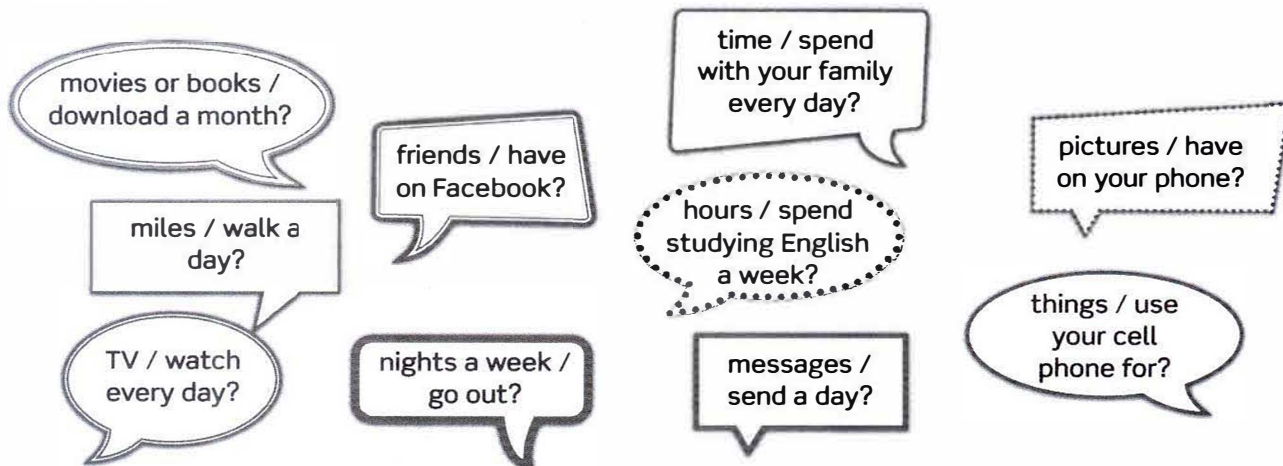 movies or books /
download a month?
friends / have
on Facebook?
time / spend
with your family
every day?
pictures / have
on your phone?
miles / walk a
day?
hours / spend
studying English
a week?
things / use
your cell
phone for?
TV / watch
every day?
nights a week /
go out?
messages /
send a day?